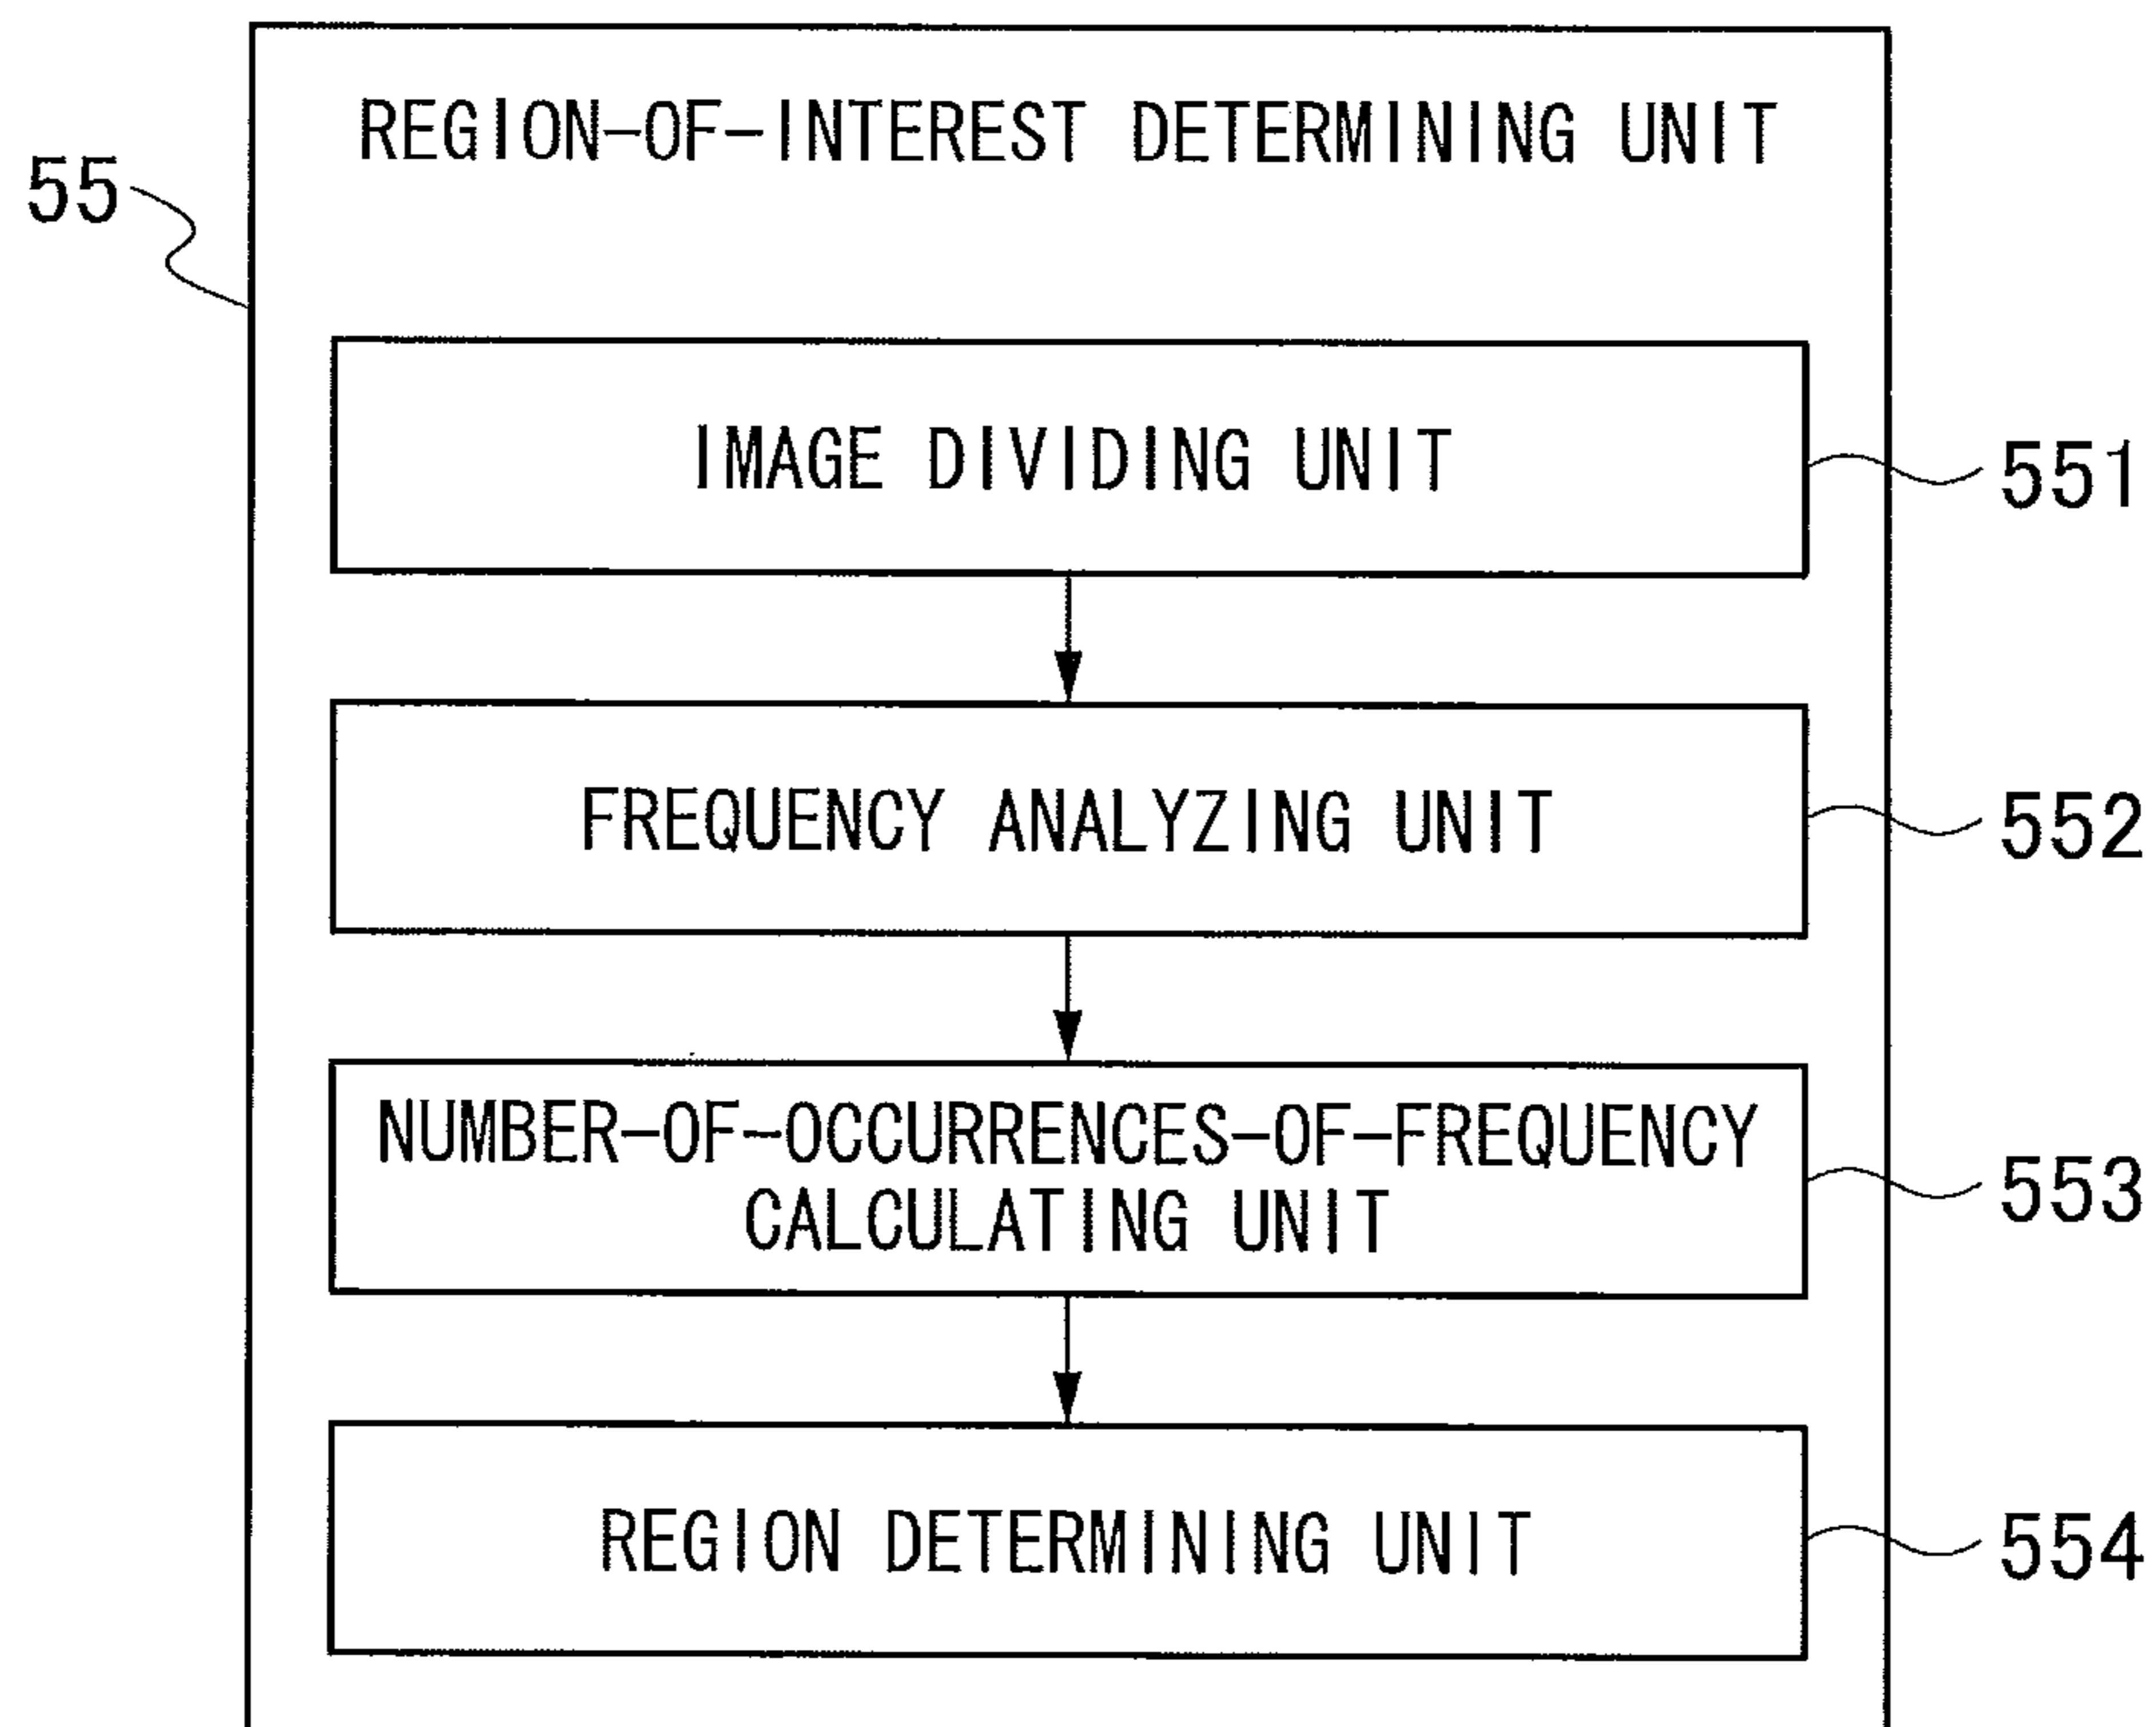 REGION-OF-INTEREST DETERMINING UNIT
55
IMAGE DIVIDING UNIT
551
FREQUENCY ANALYZING UNIT
552
NUMBER-OF-OCCURRENCES-OF-FREQUENCY
CALCULATING UNIT
553
REGION DETERMINING UNIT
554